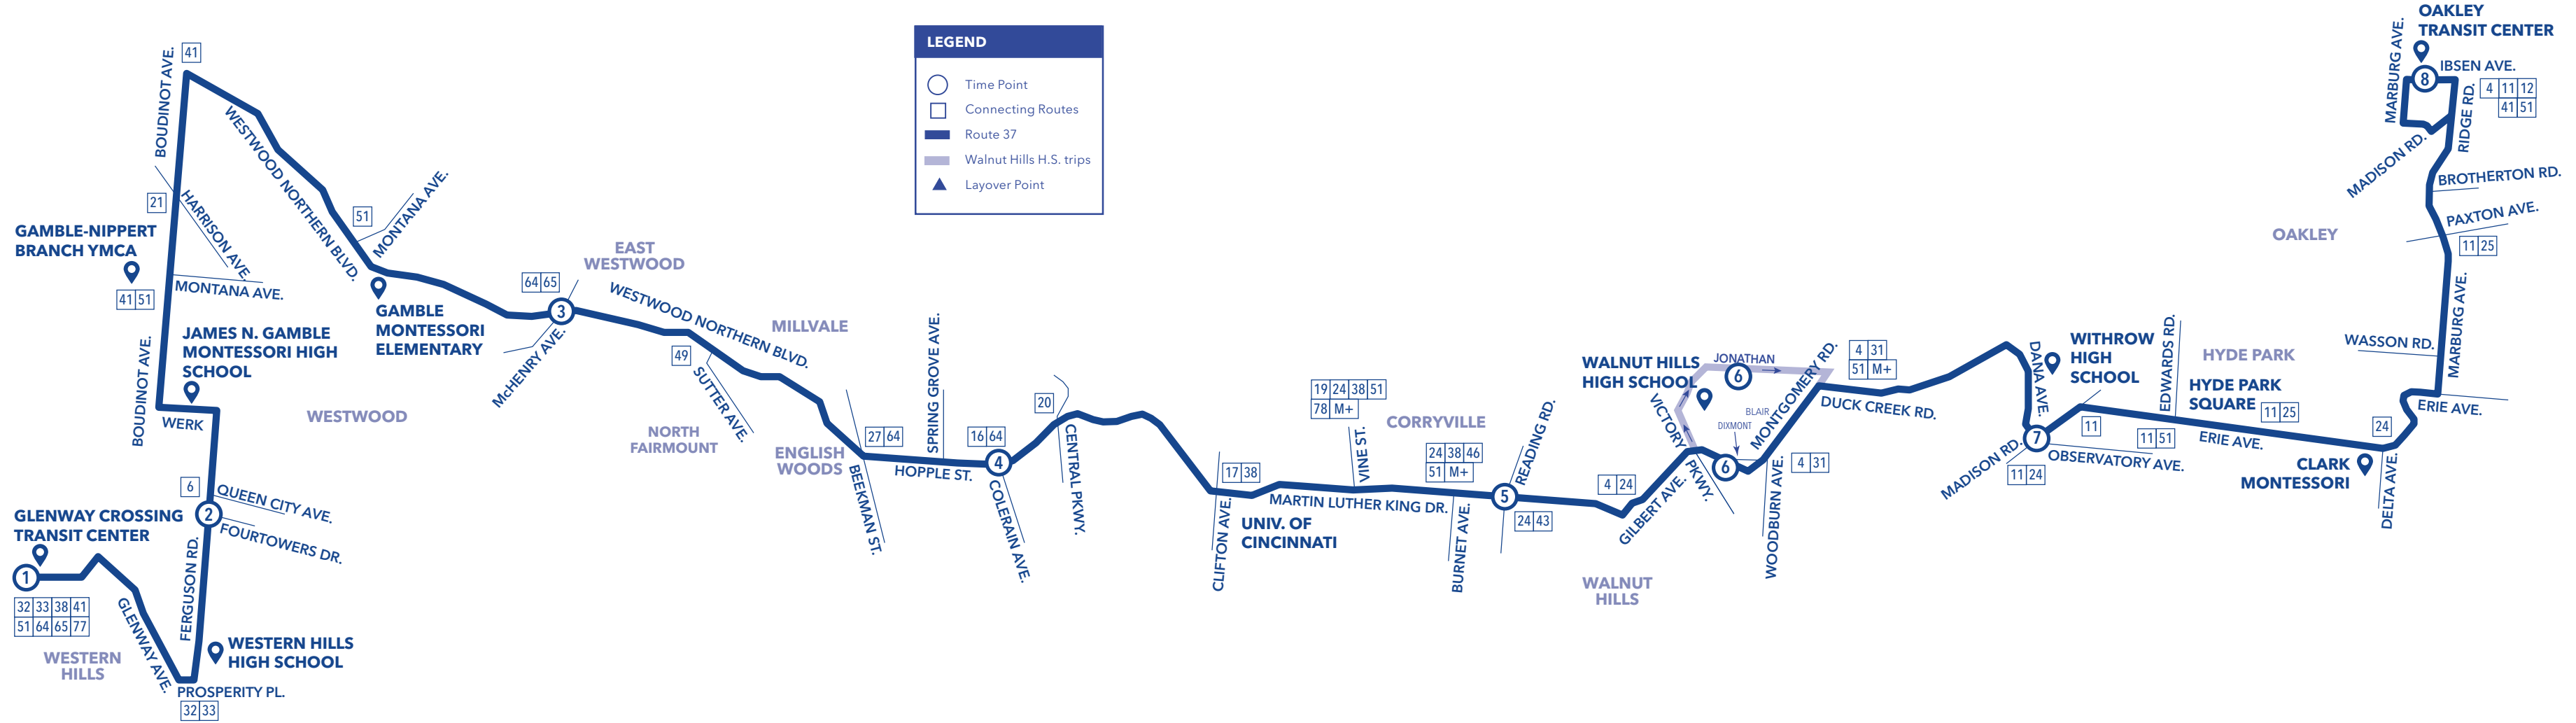 LEGEND
Time Point
Connecting Routes
Route 37
Walnut Hills H.S. trips
Layover Point
41
BOUDINOT AVE.
WESTWOOD NORTHERN BLVD.
21
HARRISON AVE.
51
MONTANA AVE.
GAMBLE-NIPPERT
BRANCH YMCA
41 51
MONTANA AVE.
GAMBLE
MONTESSORI
ELEMENTARY
JAMES N. GAMBLE
MONTESSORI HIGH
SCHOOL
BOUDINOT AVE.
WERK
WESTWOOD
6
QUEEN CITY AVE.
2
FOURTOWERS DR.
GLENWAY CROSSING
TRANSIT CENTER
1
32 33 38 41
51 64 65 77
GLENWAY AVE.
FERGUSON RD.
WESTERN HILLS
HIGH SCHOOL
WESTERN
HILLS
PROSPERITY PL.
32 33
64 65
3
McHENRY AVE.
EAST
WESTWOOD
WESTWOOD NORTHERN BLVD.
MILLVALE
49
SUTTER AVE.
NORTH
FAIRMOUNT
ENGLISH
WOODS
27 64
BEEKMAN ST.
SPRING GROVE AVE.
HOPPLE ST.
16 64
4
COLERAIN AVE.
20
CENTRAL PKWY.
17 38
CLIFTON AVE.
UNIV. OF
CINCINNATI
MARTIN LUTHER KING DR.
19 24 38 51
78 M+
VINE ST.
CORRYVILLE
24 38 46
51 M+
BURNET AVE.
5
READING RD.
24 43
4 24
GILBERT AVE.
WALNUT
HILLS
WALNUT HILLS
HIGH SCHOOL
JONATHAN
6
VICTORY
PKWY.
BLAIR
DIXMONT
6
MONTGOMERY RD.
WOODBURN AVE.
4 31
4 31
51 M+
DUCK CREEK RD.
DANA AVE.
WITHROW
HIGH
SCHOOL
7
MADISON RD.
11 24
OBSERVATORY AVE.
11
11 51
EDWARDS RD.
HYDE PARK
HYDE PARK
SQUARE
11 25
ERIE AVE.
CLARK
MONTESSORI
24
DELTA AVE.
ERIE AVE.
WASSON RD.
MARBURG AVE.
OAKLEY
11 25
PAXTON AVE.
BROTHERTON RD.
MADISON RD.
RIDGE RD.
MARBURG AVE.
OAKLEY
TRANSIT CENTER
8
IBSEN AVE.
4 11 12
41 51